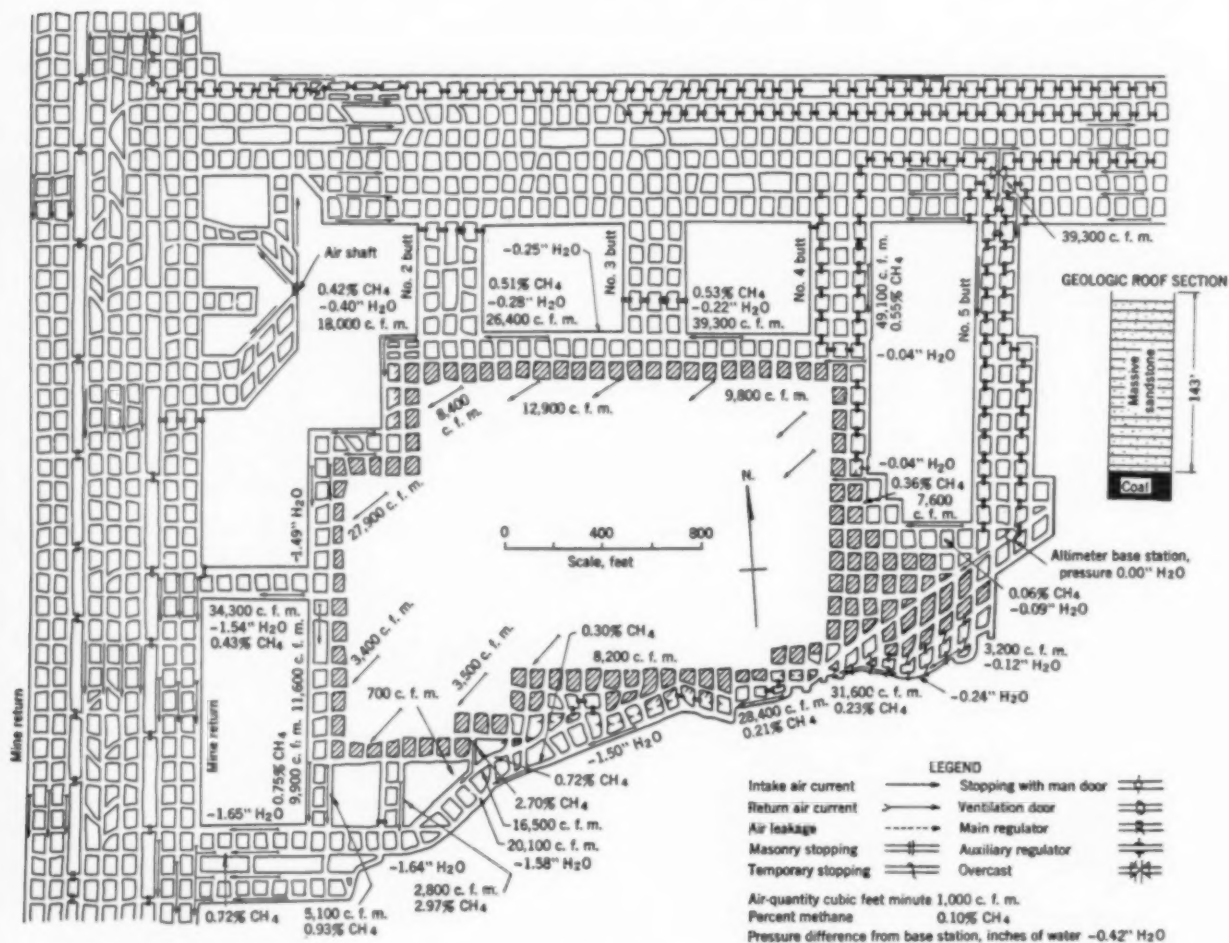 Air shaft
0.42% CH4
-0.40" H2O
18,000 c. f. m.
No. 2 butt
-0.25" H2O
0.51% CH4
-0.28" H2O
26,400 c. f. m.
No. 3 butt
0.53% CH4
-0.22" H2O
39,300 c. f. m.
No. 4 butt
49,100 c. f. m.
0.55% CH4
No. 5 butt
39,300 c. f. m.
GEOLOGIC ROOF SECTION
Massive
sandstone
143'
Coal
-0.04" H2O
8,400
c. f. m.
12,900 c. f. m.
9,800 c. f. m.
-0.04" H2O
0.36% CH4
7,600
c. f. m.
27,900 c. f. m.
-1.49" H2O
N.
0 400 800
Scale, feet
Altimeter base station,
pressure 0.00" H2O
0.06% CH4
-0.09" H2O
34,300 c. f. m.
-1.54" H2O
0.43% CH4
11,600 c. f. m.
3,400 c. f. m.
3,500 c. f. m.
0.30% CH4
8,200 c. f. m.
3,200 c. f. m.
-0.12" H2O
700 c. f. m.
-0.24" H2O
31,600 c. f. m.
0.23% CH4
28,400 c. f. m.
0.21% CH4
-1.50" H2O
Mine return
Mine return
0.75% CH4
9,900 c. f. m.
0.72% CH4
2.70% CH4
16,500 c. f. m.
20,100 c. f. m.
-1.58" H2O
-1.65" H2O
-1.64" H2O
2,800 c. f. m.
2.97% CH4
0.72% CH4
5,100 c. f. m.
0.93% CH4
LEGEND
Intake air current Stopping with man door
Return air current Ventilation door
Air leakage Main regulator
Masonry stopping Auxiliary regulator
Temporary stopping Overcast
Air-quantity cubic feet minute 1,000 c. f. m.
Percent methane 0.10% CH4
Pressure difference from base station, inches of water -0.42" H2O